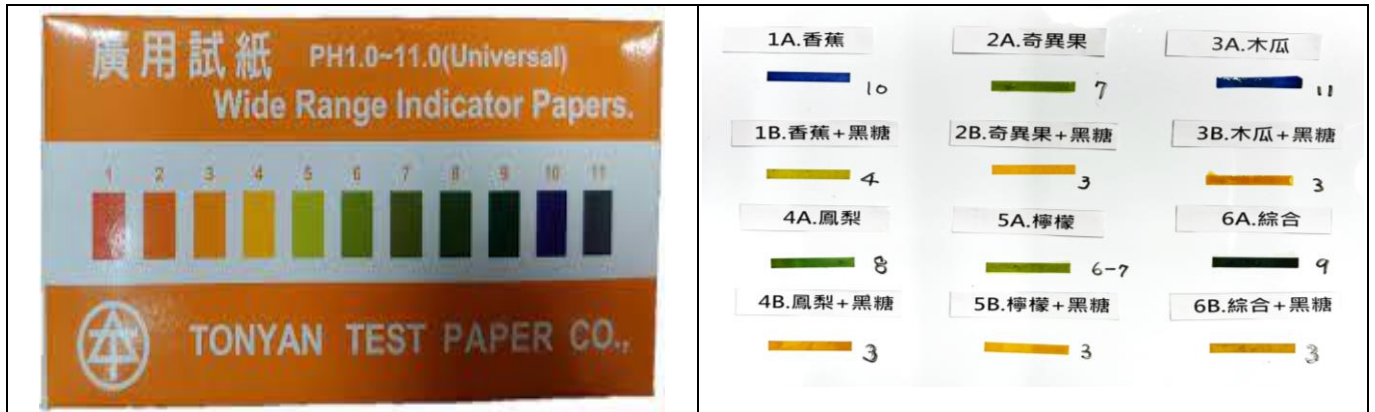 廣用試紙 PH1.0~11.0(Universal)
Wide Range Indicator Papers.
1 2 3 4 5 6 7 8 9 10 11
TONYAN TEST PAPER CO.,
1A.香蕉 2A.奇異果 3A.木瓜
10 7 11
1B.香蕉+黑糖 2B.奇異果+黑糖 3B.木瓜+黑糖
4 3 3
4A.鳳梨 5A.檸檬 6A.綜合
8 6-7 9
4B.鳳梨+黑糖 5B.檸檬+黑糖 6B.綜合+黑糖
3 3 3